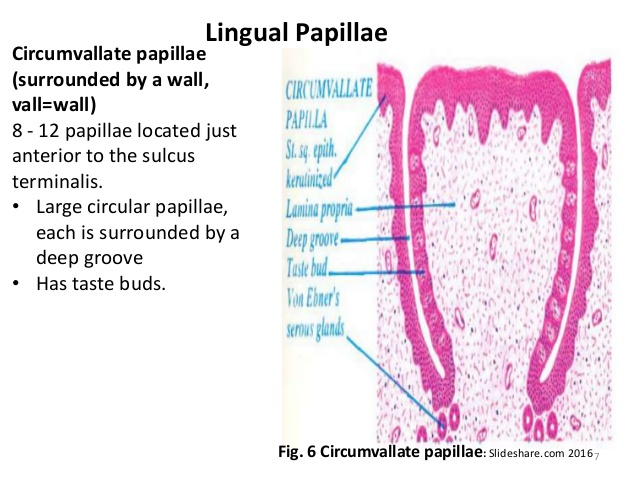 Lingual Papillae
Circumvallate papillae
(surrounded by a wall,
vall=wall)
8 - 12 papillae located just
anterior to the sulcus
terminalis.
• Large circular papillae,
each is surrounded by a
deep groove
• Has taste buds.
CIRCUMVALLATE
PAPILLA
St. sq. epith.
keratinized
Lamina propria
Deep groove
Taste bud
Von Ebner's
serous glands
Fig. 6 Circumvallate papillae: Slideshare.com 2016
7